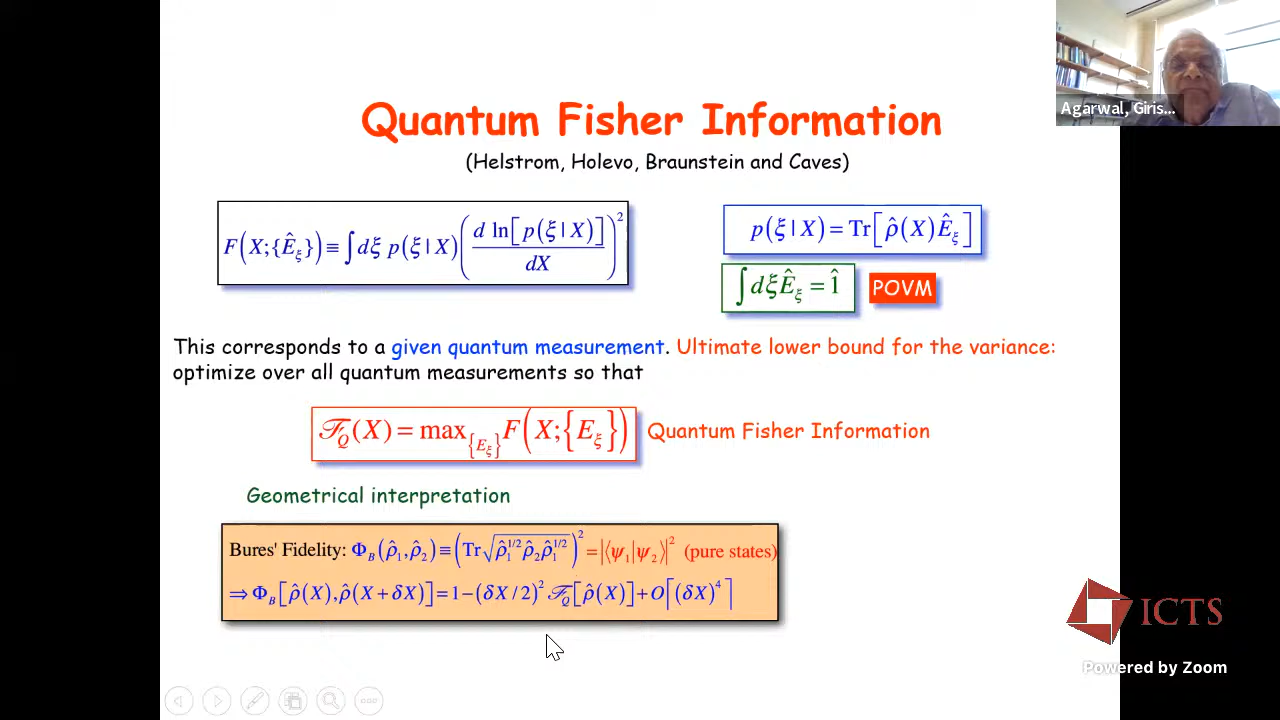 Agarwal, Giris...
Quantum Fisher Information
(Helstrom, Holevo, Braunstein and Caves)
F(X;{Ê_ξ}) ≡ ∫dξ p(ξ|X) (d ln[p(ξ|X)] / dX)²
p(ξ|X) = Tr[ρ̂(X)Ê_ξ]
∫dξÊ_ξ = 1̂
POVM
This corresponds to a given quantum measurement. Ultimate lower bound for the variance:
optimize over all quantum measurements so that
ℱ_Q(X) = max_{E_ξ} F(X;{E_ξ})
Quantum Fisher Information
Geometrical interpretation
Bures' Fidelity: Φ_B(ρ̂₁,ρ̂₂) ≡ (Tr√(ρ̂₁^{1/2}ρ̂₂ρ̂₁^{1/2}))² = |⟨ψ₁|ψ₂⟩|² (pure states)
⇒ Φ_B[ρ̂(X),ρ̂(X+δX)] = 1−(δX/2)² ℱ_Q[ρ̂(X)] + O[(δX)⁴]
ICTS
Powered by Zoom